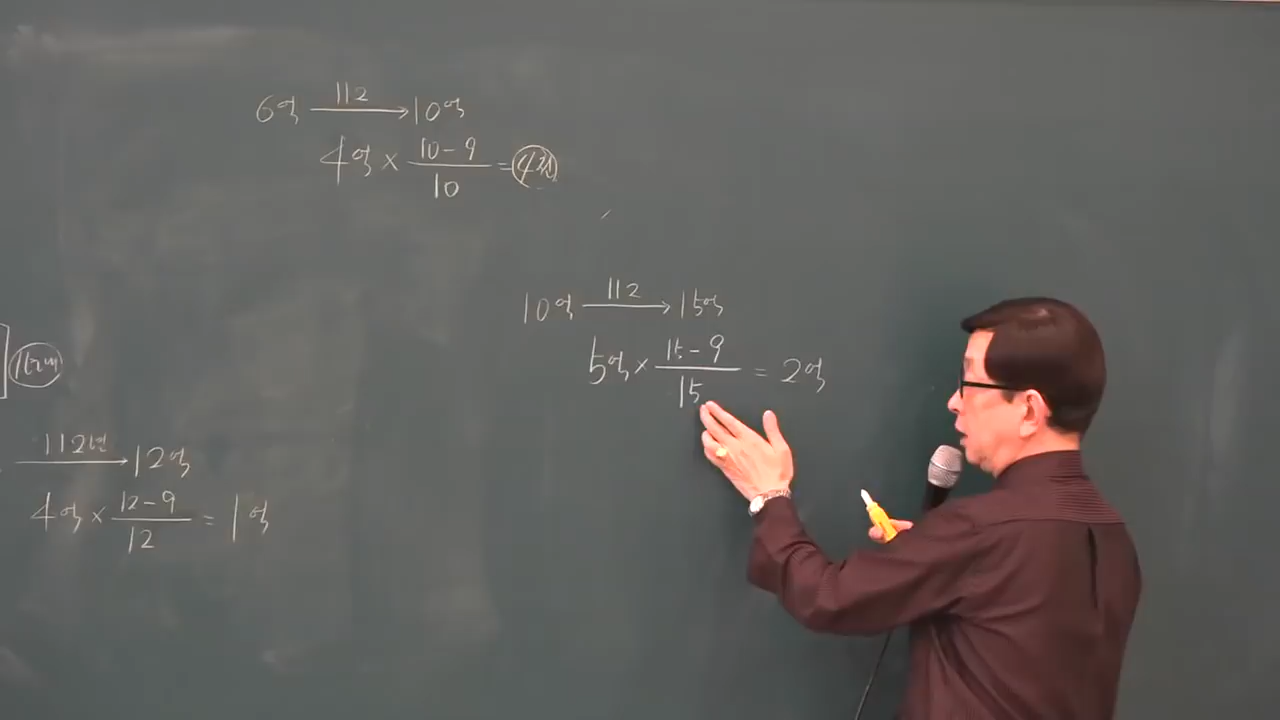 6억 112 → 10억
4억 × 10-9/10 = 4천
10억 112 → 15억
5억 × 15-9/15 = 2억
112번 → 12억
4억 × 12-9/12 = 1억